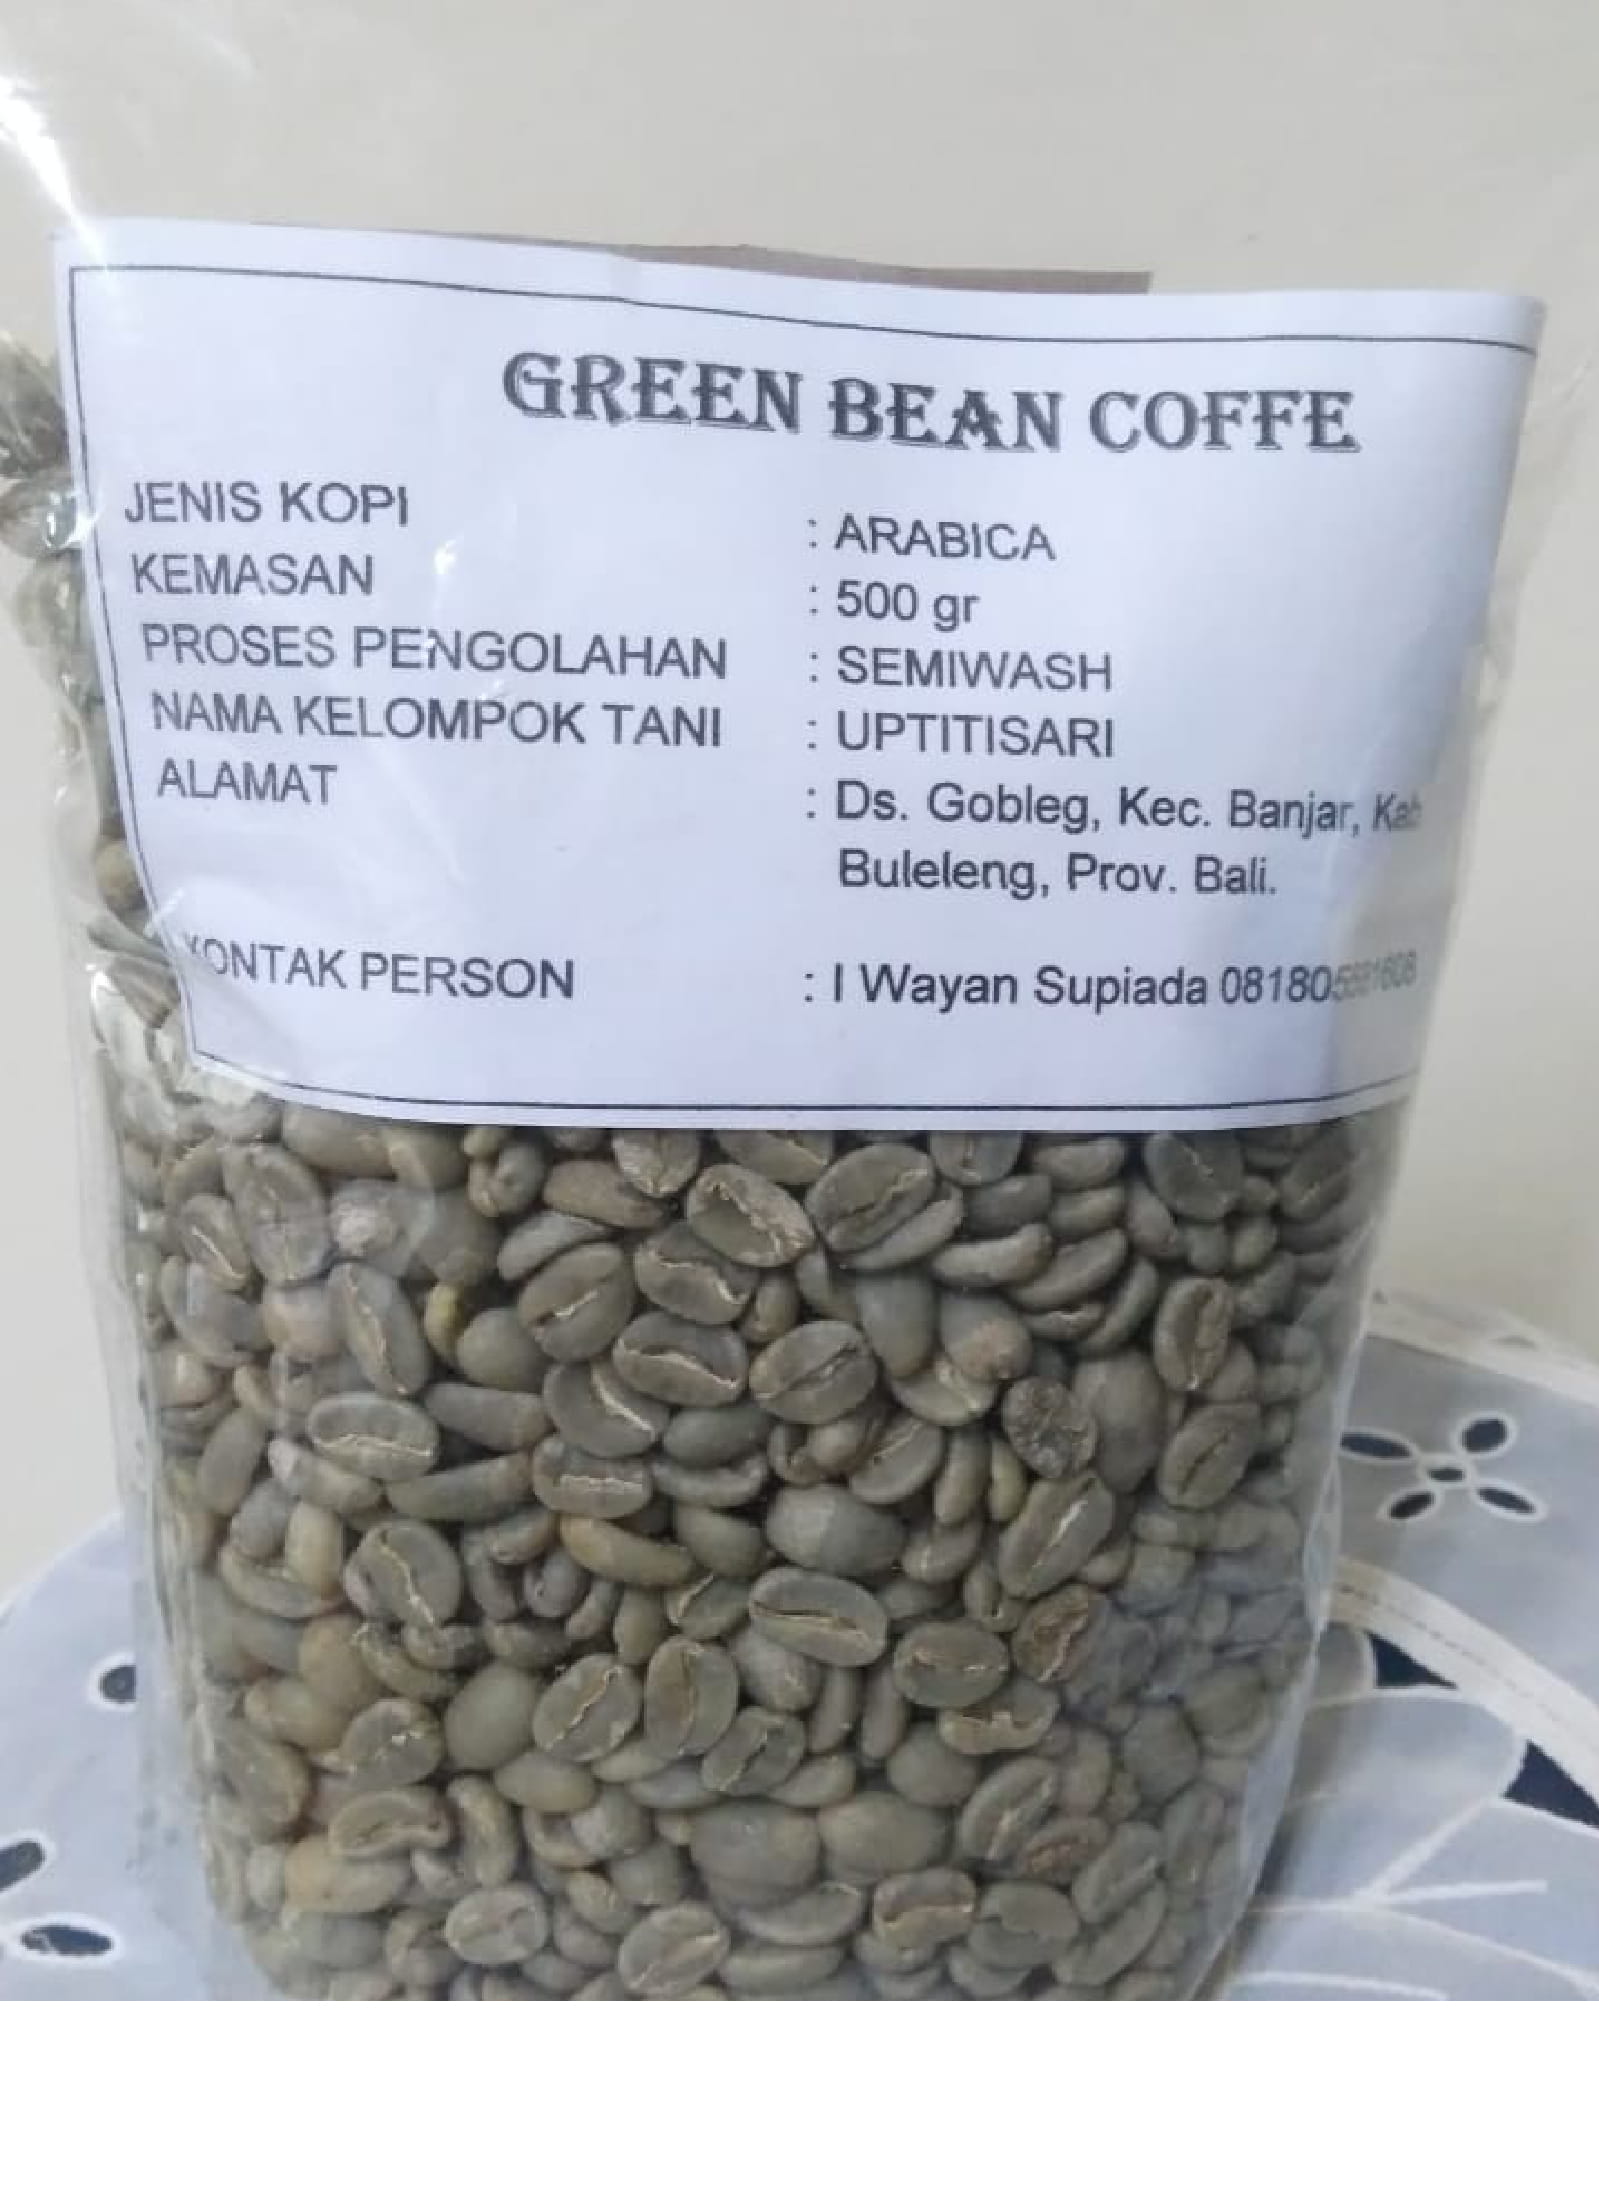 GREEN BEAN COFFE
JENIS KOPI : ARABICA
KEMASAN : 500 gr
PROSES PENGOLAHAN : SEMIWASH
NAMA KELOMPOK TANI : UPTITISARI
ALAMAT : Ds. Gobleg, Kec. Banjar, Kab
Buleleng, Prov. Bali.
KONTAK PERSON : I Wayan Supiada